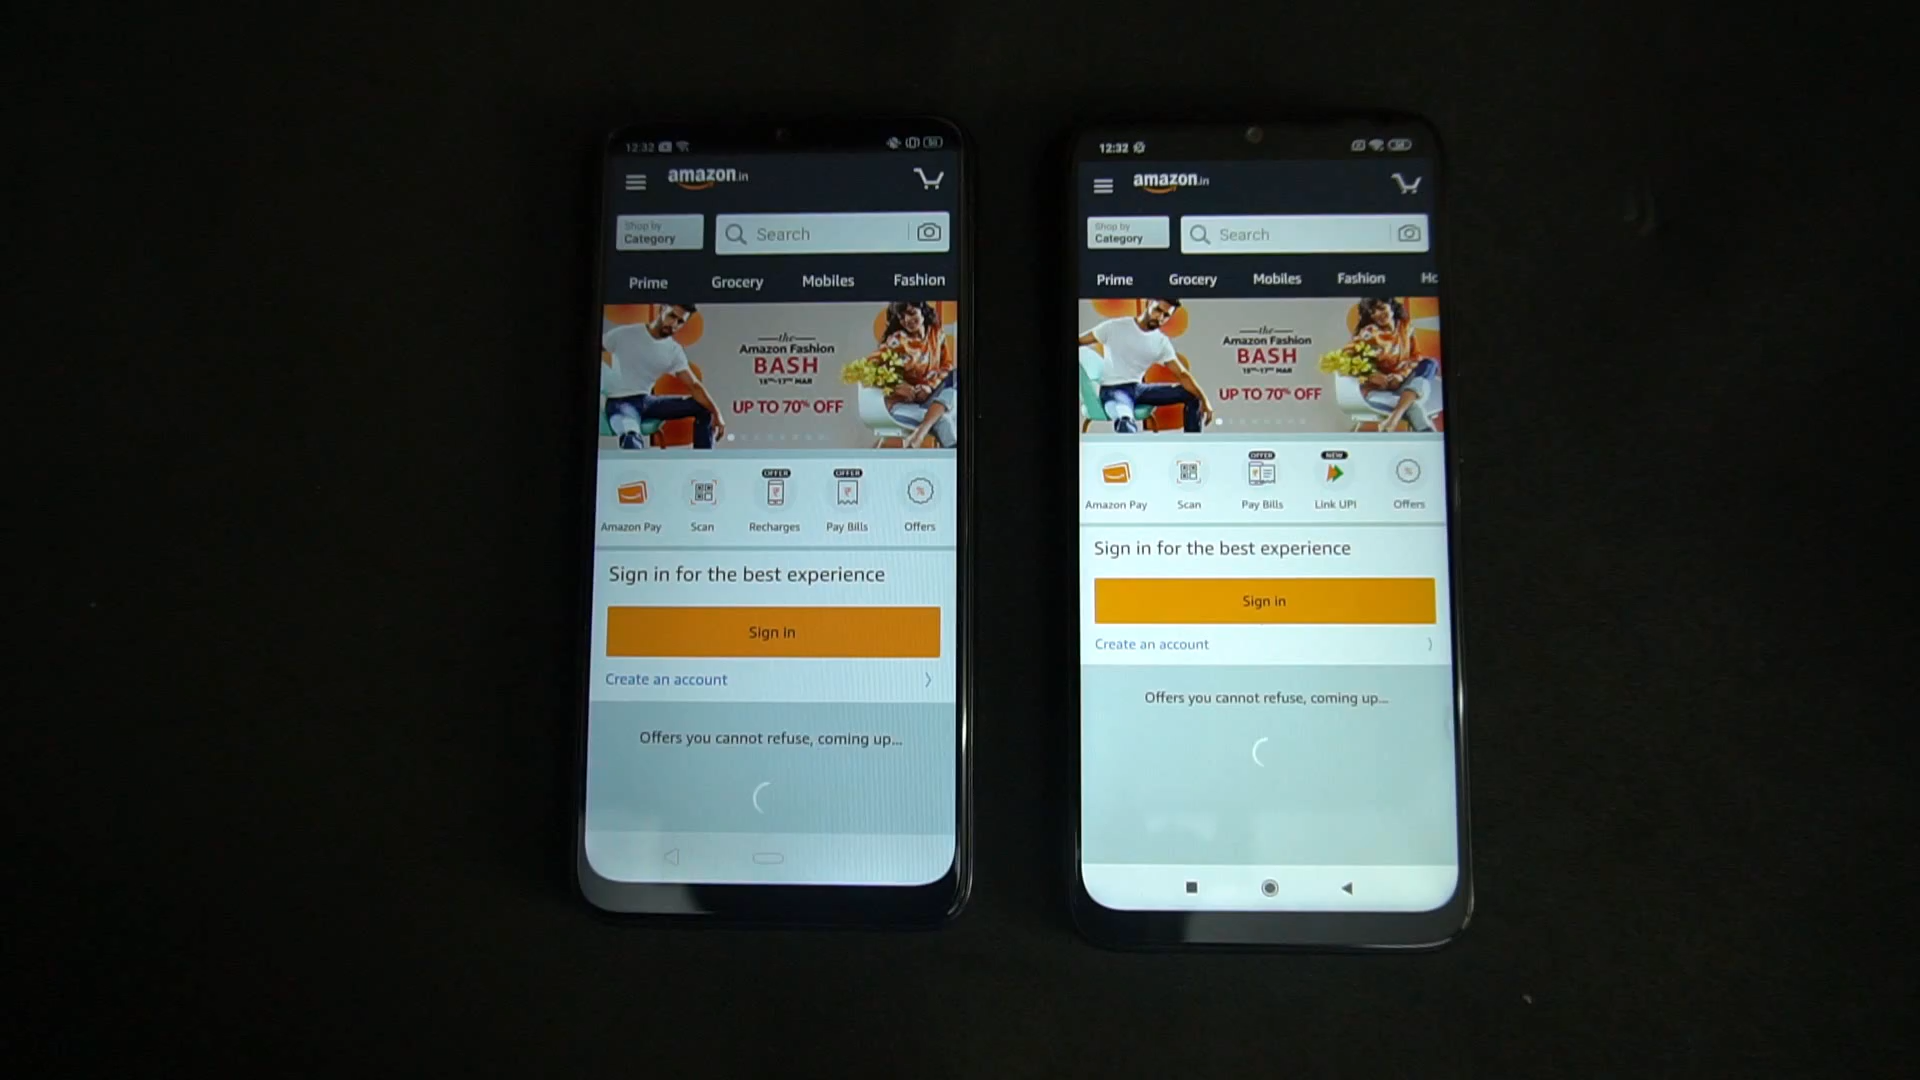 12:32
amazon.in
Shop by
Category
Search
Prime
Grocery
Mobiles
Fashion
the
Amazon Fashion
BASH
UP TO 70% OFF
OFFER
OFFER
Amazon Pay
Scan
Recharges
Pay Bills
Offers
Sign in for the best experience
Sign in
Create an account
Offers you cannot refuse, coming up...
12:32
amazon.in
Shop by
Category
Search
Prime
Grocery
Mobiles
Fashion
Ho
the
Amazon Fashion
BASH
UP TO 70% OFF
OFFER
NEW
Amazon Pay
Scan
Pay Bills
Link UPI
Offers
Sign in for the best experience
Sign in
Create an account
Offers you cannot refuse, coming up...